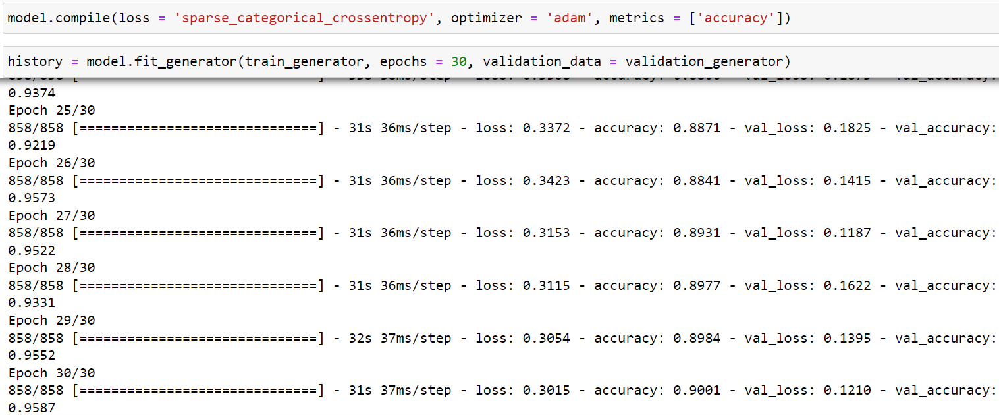 model.compile(loss = 'sparse_categorical_crossentropy', optimizer = 'adam', metrics = ['accuracy'])
history = model.fit_generator(train_generator, epochs = 30, validation_data = validation_generator)
0.9374
Epoch 25/30
858/858 [==============================] - 31s 36ms/step - loss: 0.3372 - accuracy: 0.8871 - val_loss: 0.1825 - val_accuracy:
0.9219
Epoch 26/30
858/858 [==============================] - 31s 36ms/step - loss: 0.3423 - accuracy: 0.8841 - val_loss: 0.1415 - val_accuracy:
0.9573
Epoch 27/30
858/858 [==============================] - 31s 36ms/step - loss: 0.3153 - accuracy: 0.8931 - val_loss: 0.1187 - val_accuracy:
0.9522
Epoch 28/30
858/858 [==============================] - 31s 36ms/step - loss: 0.3115 - accuracy: 0.8977 - val_loss: 0.1622 - val_accuracy:
0.9331
Epoch 29/30
858/858 [==============================] - 32s 37ms/step - loss: 0.3054 - accuracy: 0.8984 - val_loss: 0.1395 - val_accuracy:
0.9552
Epoch 30/30
858/858 [==============================] - 31s 37ms/step - loss: 0.3015 - accuracy: 0.9001 - val_loss: 0.1210 - val_accuracy:
0.9587